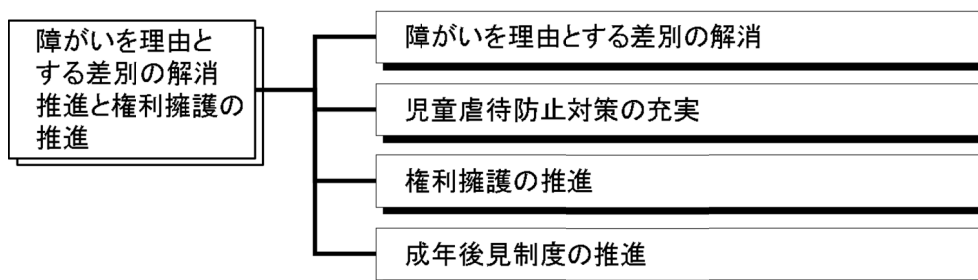 障がいを理由と
する差別の解消
推進と権利擁護の
推進
障がいを理由とする差別の解消
児童虐待防止対策の充実
権利擁護の推進
成年後見制度の推進